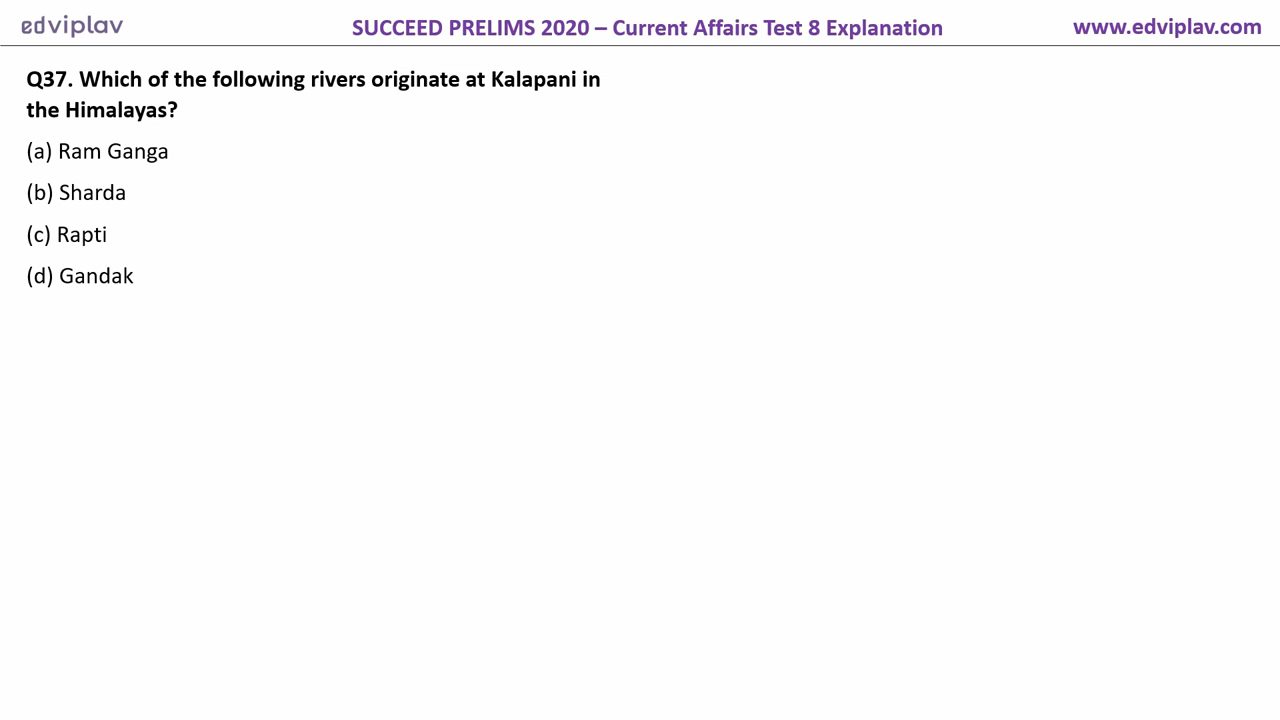 edviplav
SUCCEED PRELIMS 2020 – Current Affairs Test 8 Explanation
www.edviplav.com
Q37. Which of the following rivers originate at Kalapani in
the Himalayas?
(a) Ram Ganga
(b) Sharda
(c) Rapti
(d) Gandak